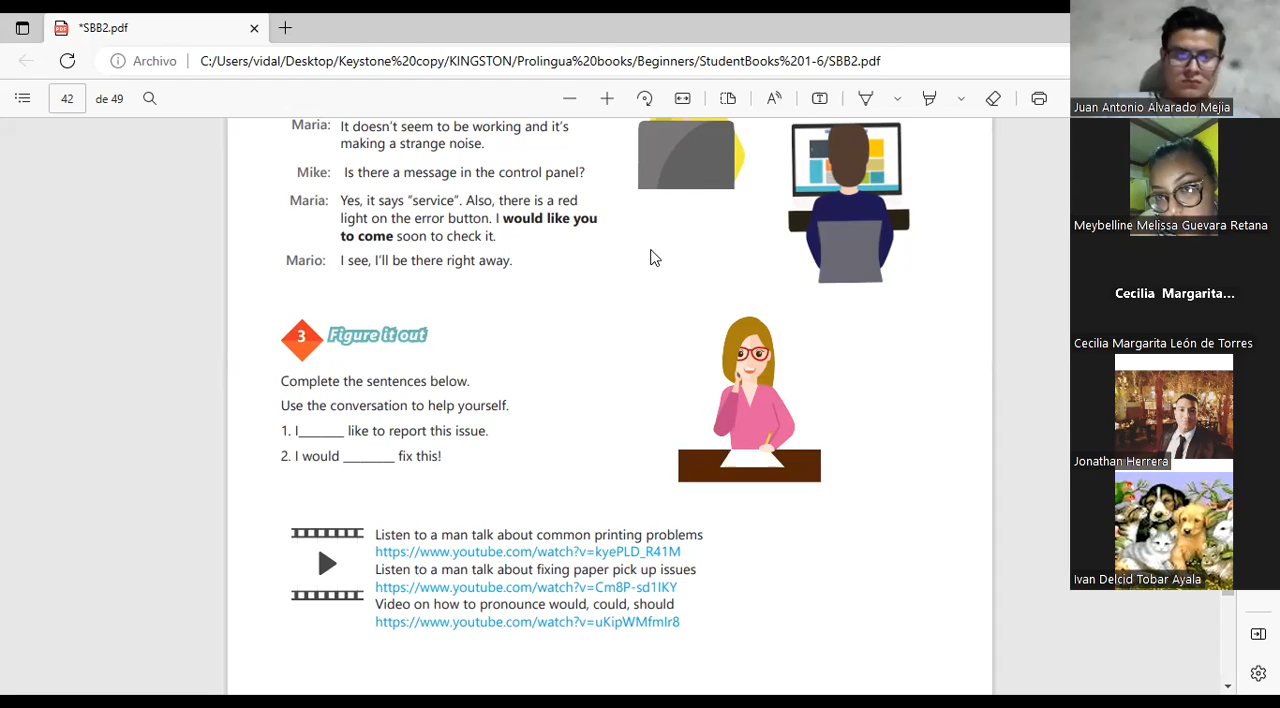 *SBB2.pdf
Archivo
C:/Users/vidal/Desktop/Keystone%20copy/KINGSTON/Prolingua%20books/Beginners/StudentBooks%201-6/SBB2.pdf
42 de 49
Maria: It doesn't seem to be working and it's
making a strange noise.
Mike: Is there a message in the control panel?
Maria: Yes, it says "service". Also, there is a red
light on the error button. I would like you
to come soon to check it.
Mario: I see, I'll be there right away.
3 Figure it out
Complete the sentences below.
Use the conversation to help yourself.
1. I_______ like to report this issue.
2. I would ________ fix this!
Listen to a man talk about common printing problems
https://www.youtube.com/watch?v=kyePLD_R41M
Listen to a man talk about fixing paper pick up issues
https://www.youtube.com/watch?v=Cm8P-sd1IKY
Video on how to pronounce would, could, should
https://www.youtube.com/watch?v=uKipWMfmIr8
Juan Antonio Alvarado Mejia
Meybelline Melissa Guevara Retana
Cecilia Margarita...
Cecilia Margarita León de Torres
Jonathan Herrera
Ivan Delcid Tobar Ayala